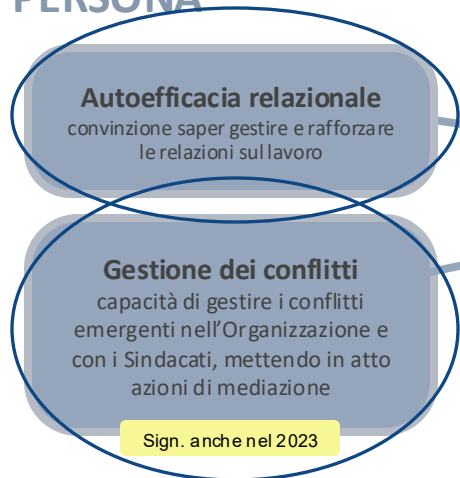 PERSONA
Autoefficacia relazionale
convinzione saper gestire e rafforzare
le relazioni sul lavoro
Gestione dei conflitti
capacità di gestire i conflitti
emergenti nell'Organizzazione e
con i Sindacati, mettendo in atto
azioni di mediazione
Sign. anche nel 2023